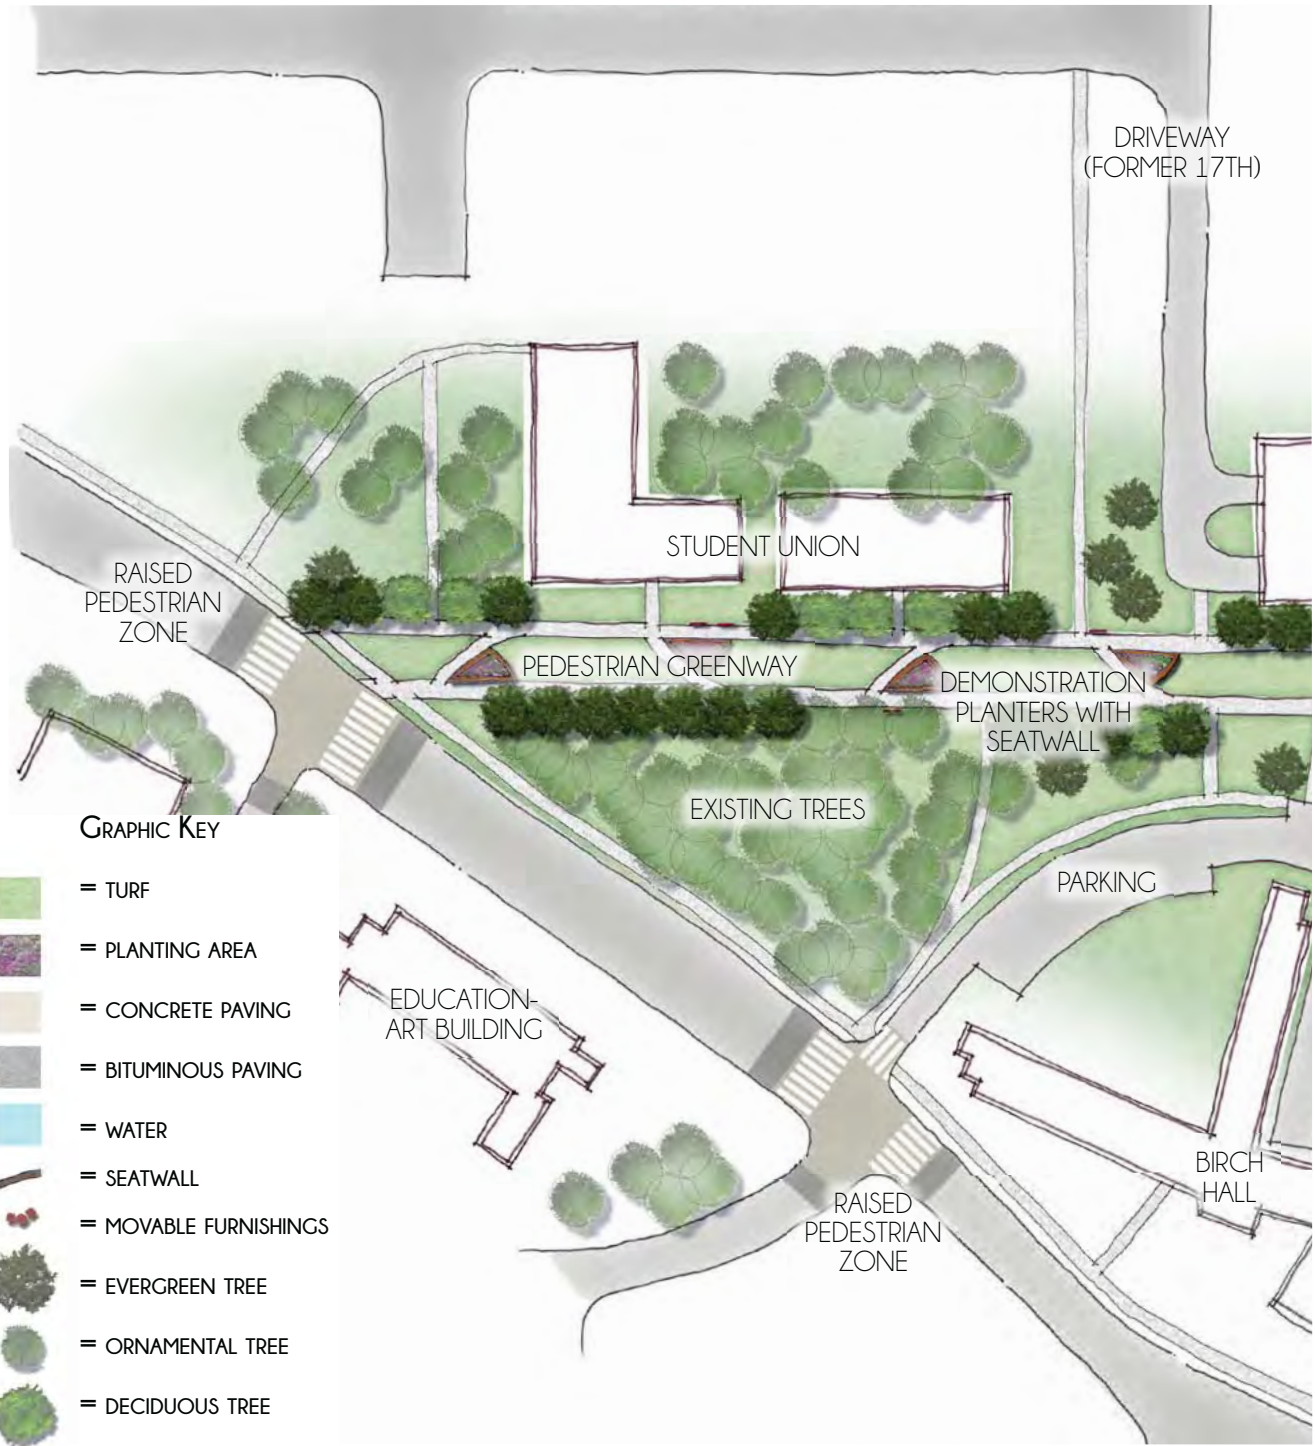 DRIVEWAY
(FORMER 17TH)
STUDENT UNION
RAISED
PEDESTRIAN
ZONE
PEDESTRIAN GREENWAY
DEMONSTRATION
PLANTERS WITH
SEATWALL
EXISTING TREES
PARKING
EDUCATION-
ART BUILDING
BIRCH
HALL
RAISED
PEDESTRIAN
ZONE
GRAPHIC KEY
= TURF
= PLANTING AREA
= CONCRETE PAVING
= BITUMINOUS PAVING
= WATER
= SEATWALL
= MOVABLE FURNISHINGS
= EVERGREEN TREE
= ORNAMENTAL TREE
= DECIDUOUS TREE